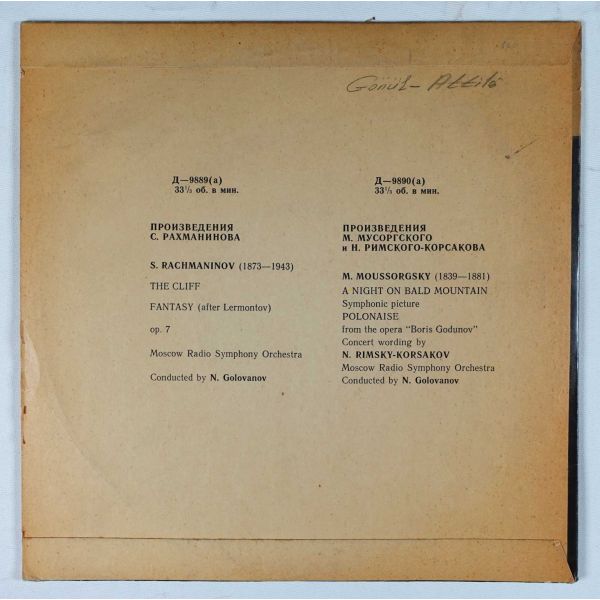 Gönül - Attilâ
Д—9889(а)
33⅓ об. в мин.
ПРОИЗВЕДЕНИЯ
С. РАХМАНИНОВА
S. RACHMANINOV (1873—1943)
THE CLIFF
FANTASY (after Lermontov)
op. 7
Moscow Radio Symphony Orchestra
Conducted by N. Golovanov
Д—9890(а)
33⅓ об. в мин.
ПРОИЗВЕДЕНИЯ
М. МУСОРГСКОГО
и Н. РИМСКОГО-КОРСАКОВА
M. MOUSSORGSKY (1839—1881)
A NIGHT ON BALD MOUNTAIN
Symphonic picture
POLONAISE
from the opera "Boris Godunov"
Concert wording by
N. RIMSKY-KORSAKOV
Moscow Radio Symphony Orchestra
Conducted by N. Golovanov